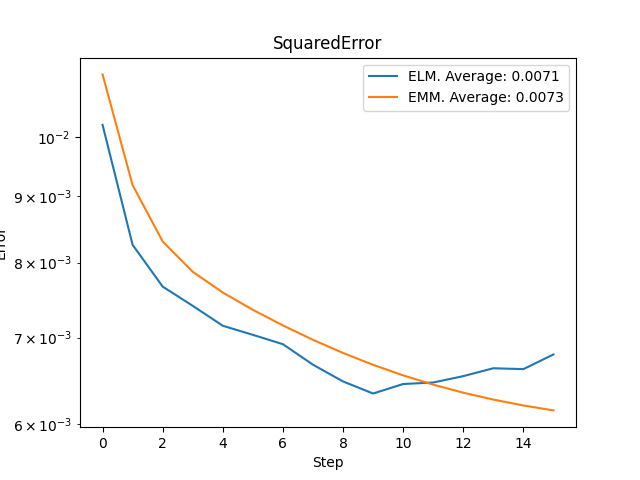 SquaredError
ELM. Average: 0.0071
EMM. Average: 0.0073
10⁻²
9 × 10⁻³
8 × 10⁻³
7 × 10⁻³
6 × 10⁻³
Error
0 2 4 6 8 10 12 14
Step